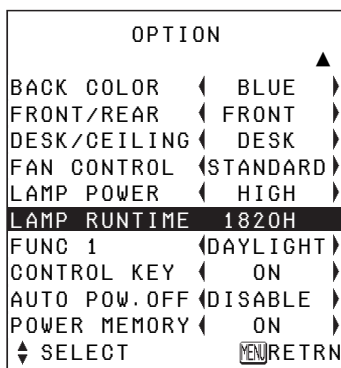 OPTION
▲
BACK COLOR ◀ BLUE ▶
FRONT/REAR ◀ FRONT ▶
DESK/CEILING ◀ DESK ▶
FAN CONTROL ◀ STANDARD ▶
LAMP POWER ◀ HIGH ▶
LAMP RUNTIME 1820H
FUNC 1 ◀ DAYLIGHT ▶
CONTROL KEY ◀ ON ▶
AUTO POW.OFF ◀ DISABLE ▶
POWER MEMORY ◀ ON ▶
SELECT MENU RETRN